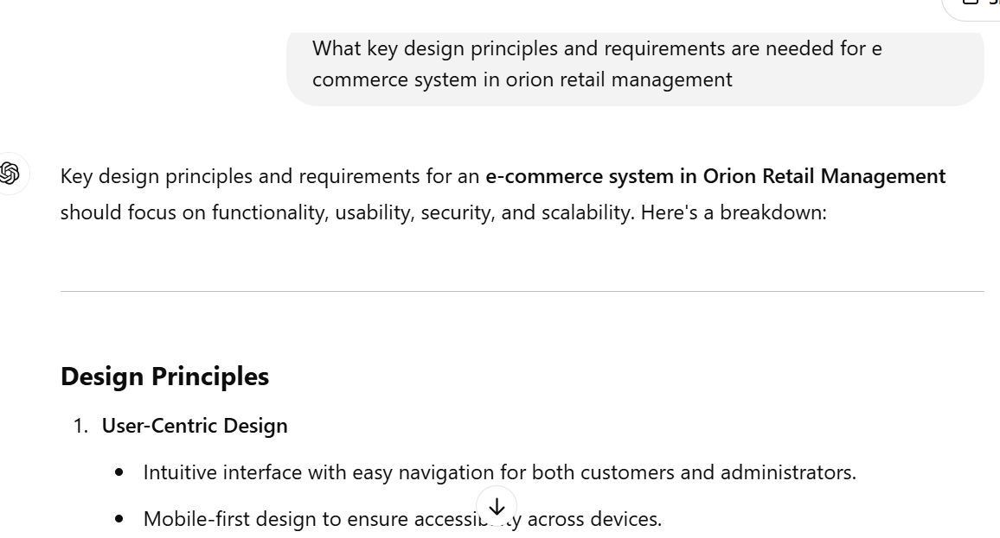 What key design principles and requirements are needed for e
commerce system in orion retail management
Key design principles and requirements for an e-commerce system in Orion Retail Management
should focus on functionality, usability, security, and scalability. Here's a breakdown:
Design Principles
1. User-Centric Design
• Intuitive interface with easy navigation for both customers and administrators.
• Mobile-first design to ensure across devices.